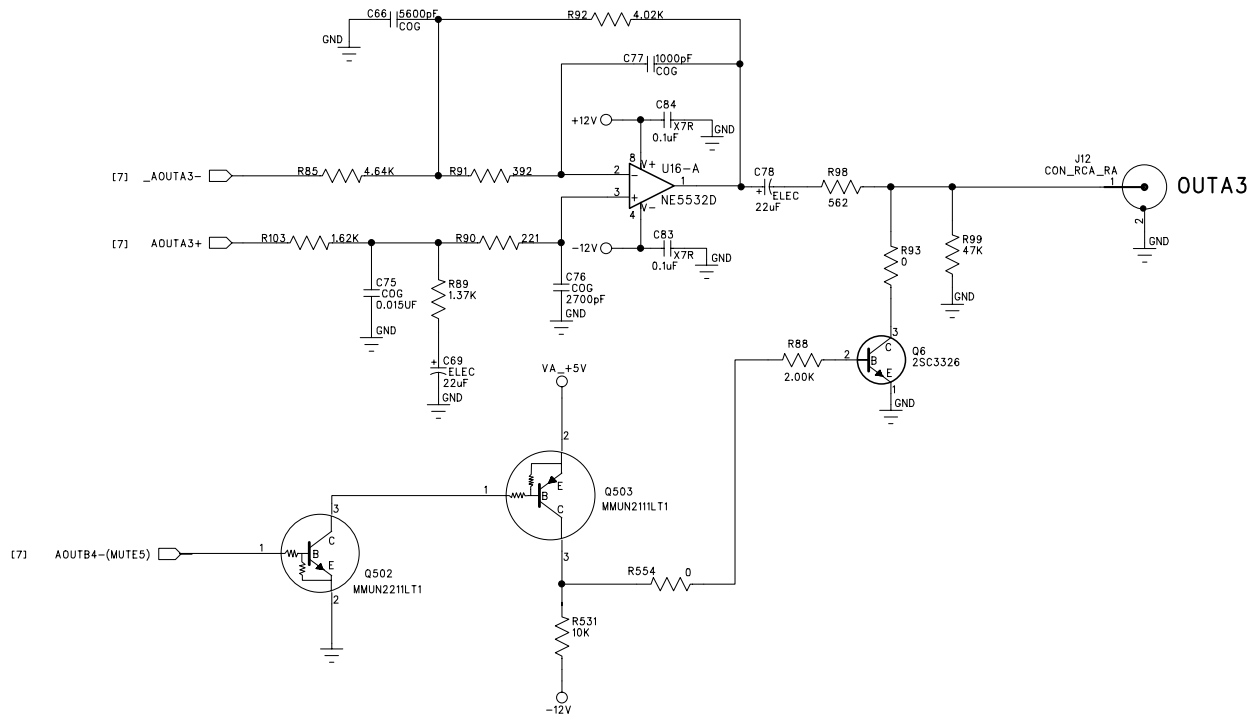 C66 5600pF
COG
GND
R92 4.02K
C77 1000pF
COG
C84
X7R
0.1uF
GND
+12V
8 V+
U16-A
[7] _AOUTA3- R85 4.64K R91 392 2 -
1
NE5532D
3 +
4 V-
C78
+ ELEC
22uF
R98
562
J12
CON_RCA_RA
1
OUTA3
2
GND
[7] AOUTA3+ R103 1.62K R90 221
-12V
C83
X7R
0.1uF
GND
R93
0
R99
47K
GND
C75
COG
0.015UF
GND
R89
1.37K
C76
COG
2700pF
GND
+ C69
ELEC
22uF
GND
R88
2.00K
2 B
3
C
E
1
Q6
2SC3326
GND
VA_+5V
2
E
1
B
C
3
Q503
MMUN2111LT1
3
C
[7] AOUTB4-(MUTE5) 1
B
E
2
Q502
MMUN2211LT1
R554 0
R531
10K
-12V